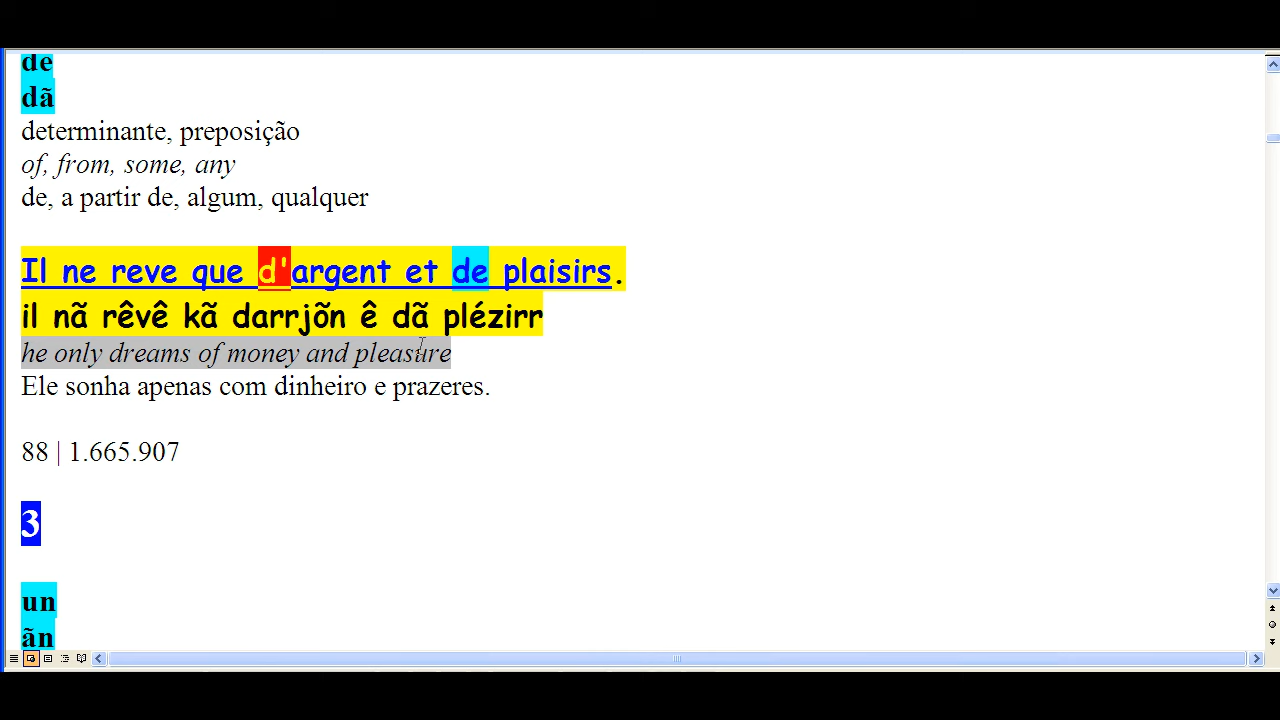 de
dã
determinante, preposição
of, from, some, any
de, a partir de, algum, qualquer
Il ne reve que d'argent et de plaisirs.
il nã rêvê kã darrjõn ê dã plézirr
he only dreams of money and pleasure
Ele sonha apenas com dinheiro e prazeres.
88 | 1.665.907
3
un
ãn